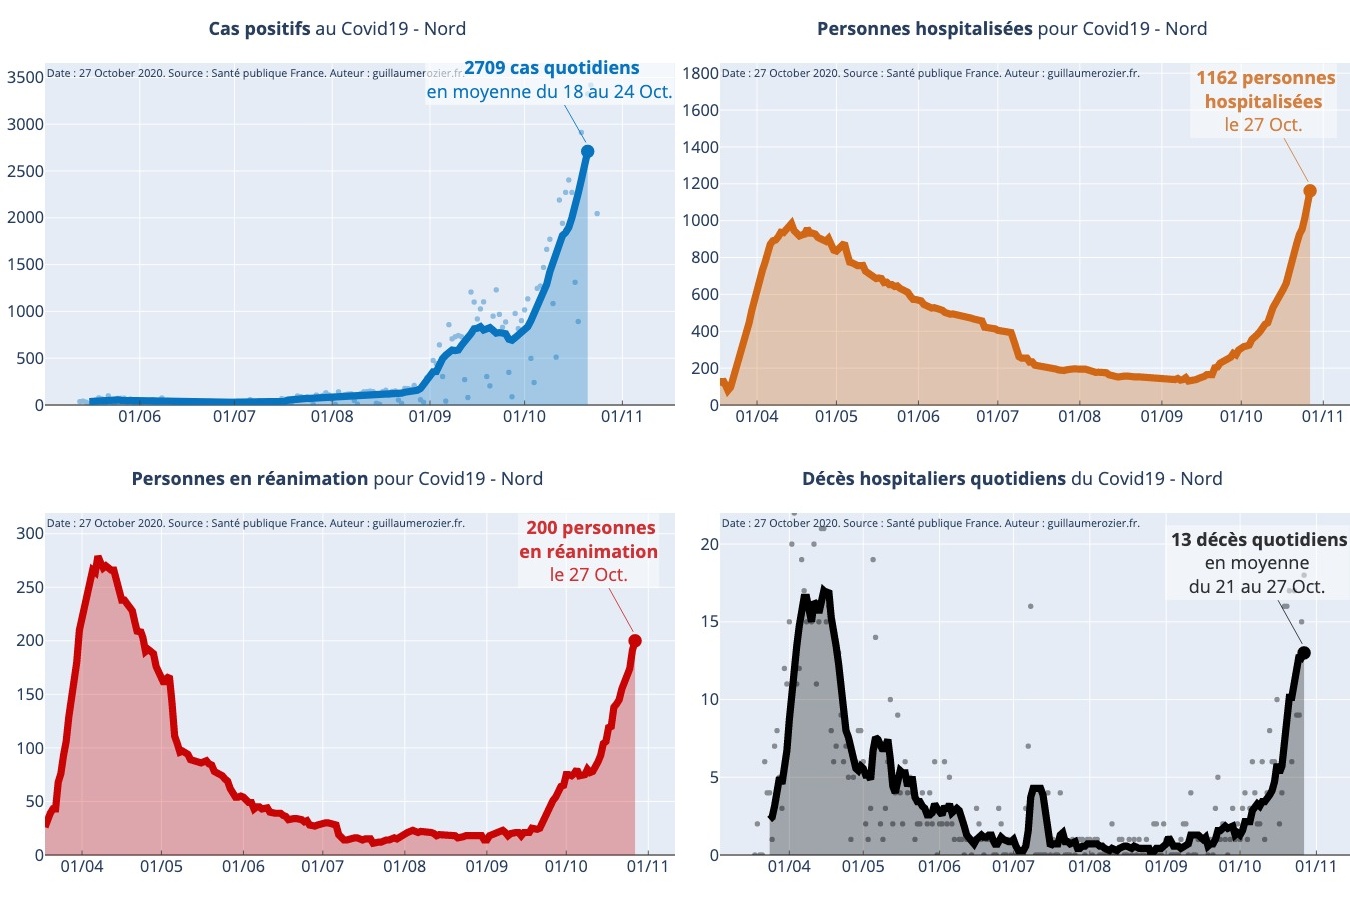 Cas positifs au Covid19 - Nord
Date : 27 October 2020. Source : Santé publique France. Auteur : guillaumerozier.fr.
2709 cas quotidiens
en moyenne du 18 au 24 Oct.
3500
3000
2500
2000
1500
1000
500
0
01/06 01/07 01/08 01/09 01/10 01/11
Personnes hospitalisées pour Covid19 - Nord
Date : 27 October 2020. Source : Santé publique France. Auteur : guillaumerozier.fr.
1162 personnes
hospitalisées
le 27 Oct.
1800
1600
1400
1200
1000
800
600
400
200
0
01/04 01/05 01/06 01/07 01/08 01/09 01/10 01/11
Personnes en réanimation pour Covid19 - Nord
Date : 27 October 2020. Source : Santé publique France. Auteur : guillaumerozier.fr.
200 personnes
en réanimation
le 27 Oct.
300
250
200
150
100
50
0
01/04 01/05 01/06 01/07 01/08 01/09 01/10 01/11
Décès hospitaliers quotidiens du Covid19 - Nord
Date : 27 October 2020. Source : Santé publique France. Auteur : guillaumerozier.fr.
13 décès quotidiens
en moyenne
du 21 au 27 Oct.
20
15
10
5
0
01/04 01/05 01/06 01/07 01/08 01/09 01/10 01/11